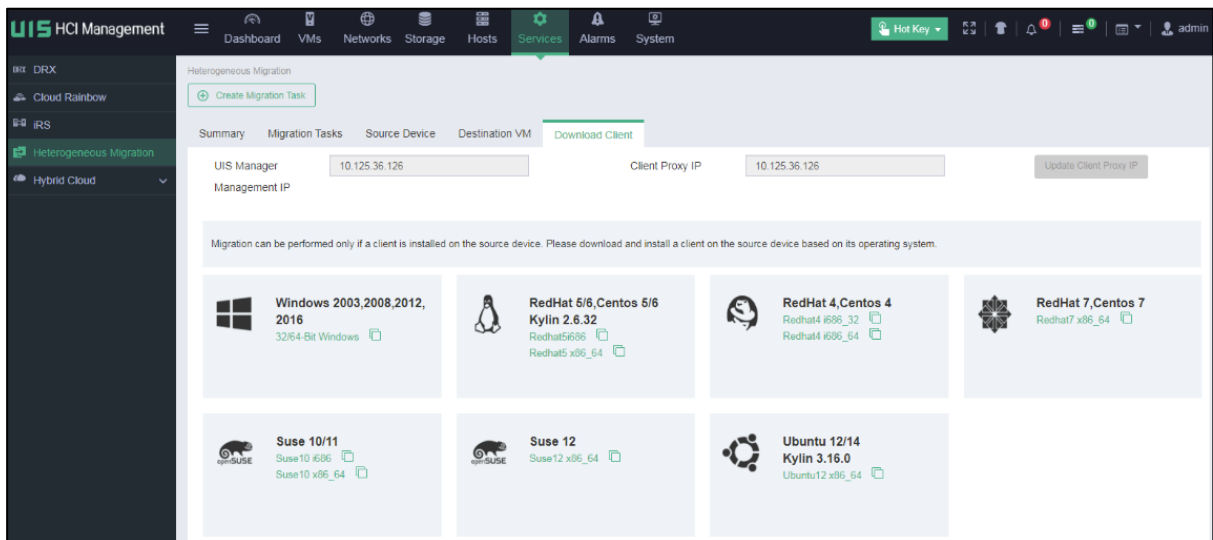 UIS HCI Management
Dashboard VMs Networks Storage Hosts Services Alarms System
Hot Key 0 0 admin
DRX DRX
Cloud Rainbow
iRS
Heterogeneous Migration
Hybrid Cloud
Heterogeneous Migration
Create Migration Task
Summary Migration Tasks Source Device Destination VM Download Client
UIS Manager 10.125.36.126 Client Proxy IP 10.125.36.126 Update Client Proxy IP
Management IP
Migration can be performed only if a client is installed on the source device. Please download and install a client on the source device based on its operating system.
Windows 2003,2008,2012,
2016
32/64-Bit Windows
RedHat 5/6,Centos 5/6
Kylin 2.6.32
Redhat5i686
Redhat5 x86_64
RedHat 4,Centos 4
Redhat4 i686_32
Redhat4 i686_64
RedHat 7,Centos 7
Redhat7 x86_64
openSUSE
Suse 10/11
Suse10 i686
Suse10 x86_64
openSUSE
Suse 12
Suse12 x86_64
Ubuntu 12/14
Kylin 3.16.0
Ubuntu12 x86_64